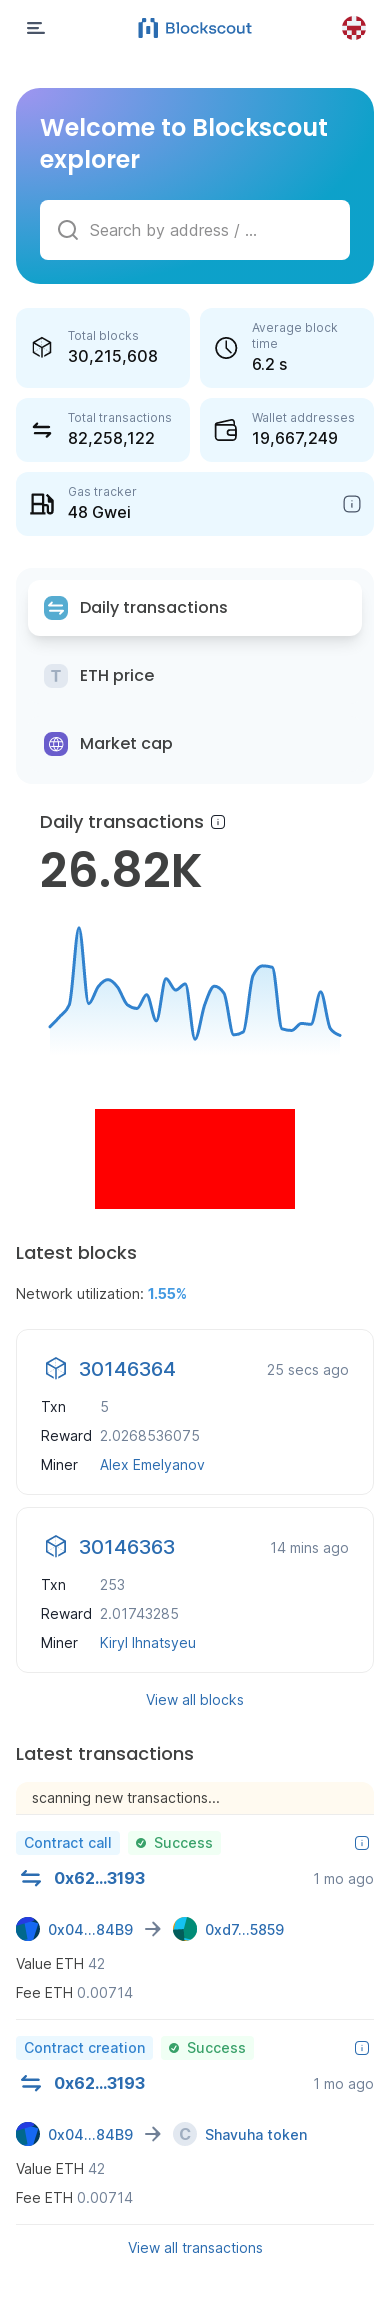 Blockscout
Welcome to Blockscout
explorer
Search by address / ...
Total blocks
30,215,608
Average block
time
6.2 s
Total transactions
82,258,122
Wallet addresses
19,667,249
Gas tracker
48 Gwei
Daily transactions
T ETH price
Market cap
Daily transactions
26.82K
Latest blocks
Network utilization: 1.55%
30146364 25 secs ago
Txn 5
Reward 2.0268536075
Miner Alex Emelyanov
30146363 14 mins ago
Txn 253
Reward 2.01743285
Miner Kiryl Ihnatsyeu
View all blocks
Latest transactions
scanning new transactions...
Contract call Success
0x62...3193 1 mo ago
0x04...84B9 0xd7...5859
Value ETH 42
Fee ETH 0.00714
Contract creation Success
0x62...3193 1 mo ago
0x04...84B9 C Shavuha token
Value ETH 42
Fee ETH 0.00714
View all transactions